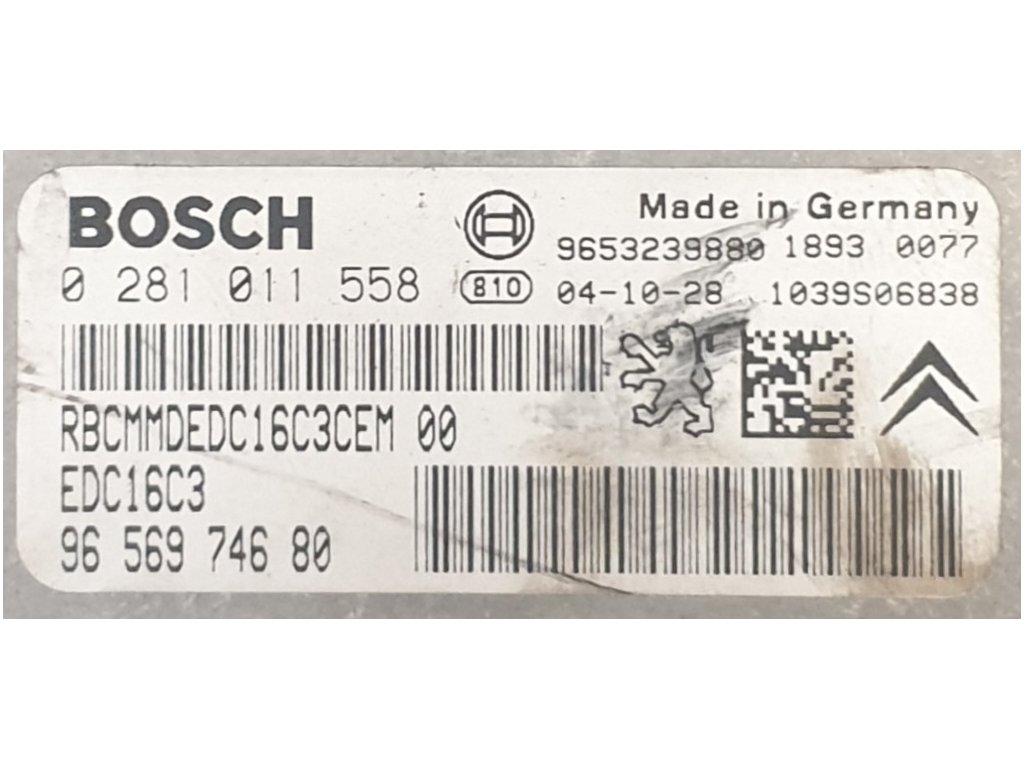 BOSCH
Made in Germany
9653239880 1893 0077
0 281 011 558
810 04-10-28 1039S06838
RBCMMDEDC16C3CEM 00
EDC16C3
96 569 746 80